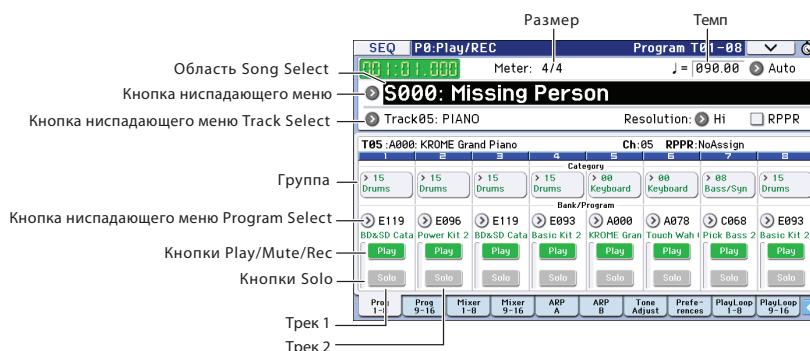 Размер Темп
SEQ P0:Play/REC Program T01-08
001:01.000 Meter: 4/4 ♩= 090.00 Auto
Область Song Select
Кнопка ниспадающего меню
S000: Missing Person
Кнопка ниспадающего меню Track Select
Track05: PIANO Resolution: Hi RPPR
T05:A000: KROME Grand Piano Ch:05 RPPR:NoAssign
1 2 3 4 5 6 7 8
Category
Группа
15 Drums 15 Drums 15 Drums 15 Drums 00 Keyboard 00 Keyboard 08 Bass/Syn 15 Drums
Bank/Program
Кнопка ниспадающего меню Program Select
E119 E096 E119 E093 A000 A078 C068 E093
BD&SD Cata Power Kit 2 BD&SD Cata Basic Kit 2 KROME Gran Touch Wah Pick Bass 2 Basic Kit 2
Кнопки Play/Mute/Rec
Play Play Play Play Play Play Play Play
Кнопки Solo
Solo Solo Solo Solo Solo Solo Solo Solo
Prog 1-8 Prog 9-16 Mixer 1-8 Mixer 9-16 ARP A ARP B Tone Adjust Prefe-rences PlayLoop 1-8 PlayLoop 9-16
Трек 1
Трек 2